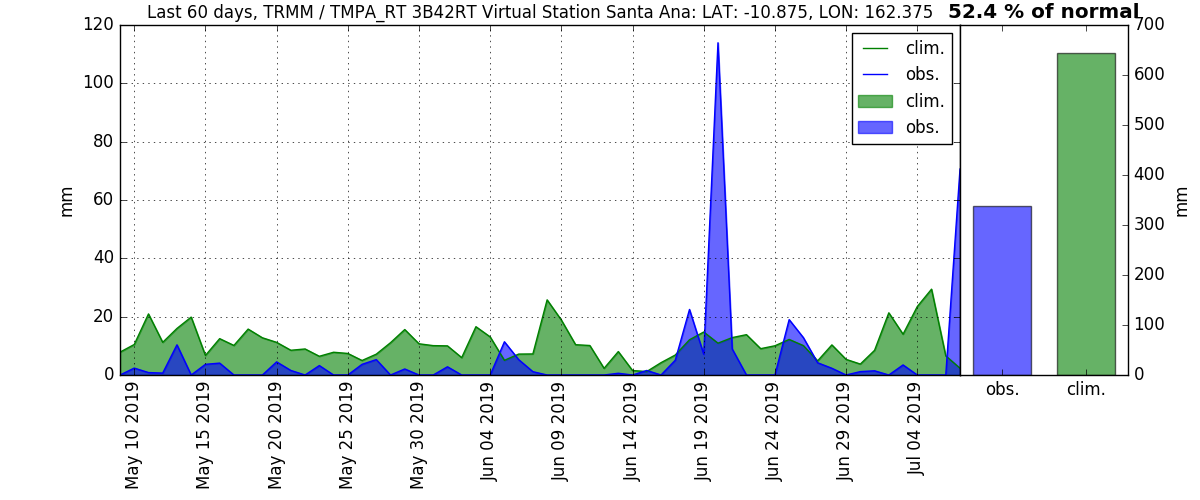 Last 60 days, TRMM / TMPA_RT 3B42RT Virtual Station Santa Ana: LAT: -10.875, LON: 162.375
52.4 % of normal
120
100
80
60
40
20
0
mm
clim.
obs.
clim.
obs.
May 10 2019
May 15 2019
May 20 2019
May 25 2019
May 30 2019
Jun 04 2019
Jun 09 2019
Jun 14 2019
Jun 19 2019
Jun 24 2019
Jun 29 2019
Jul 04 2019
700
600
500
400
300
200
100
0
mm
obs.
clim.